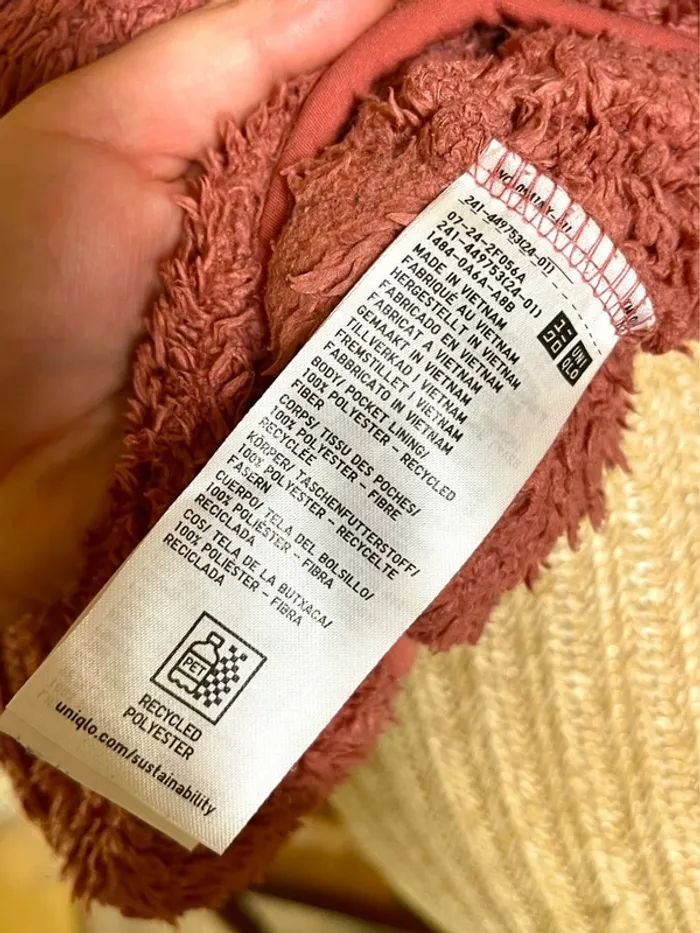 241-449753(24-01)
07-24-2F056A
241-449753(24-01)
1484-0A6A-A8B
MADE IN VIETNAM
FABRIQUÉ AU VIETNAM
HERGESTELLT IN VIETNAM
FABRICADO EN VIETNAM
FABRICAT A VIETNAM
GEMAAKT IN VIETNAM
TILLVERKAD I VIETNAM
FREMSTILLET I VIETNAM
FABBRICATO IN VIETNAM
BODY/ POCKET LINING/
100% POLYESTER - RECYCLED
FIBER
CORPS/ TISSU DES POCHES/
100% POLYESTER - FIBRE
RECYCLÉE
KÖRPER/ TASCHENFUTTERSTOFF/
100% POLYESTER - RECYCELTE
FASERN
CUERPO/ TELA DEL BOLSILLO/
100% POLIÉSTER - FIBRA
RECICLADA
COS/ TELA DE LA BUTXACA/
100% POLIÈSTER - FIBRA
RECICLADA
UNI
QLO
PET
RECYCLED
POLYESTER
uniqlo.com/sustainability